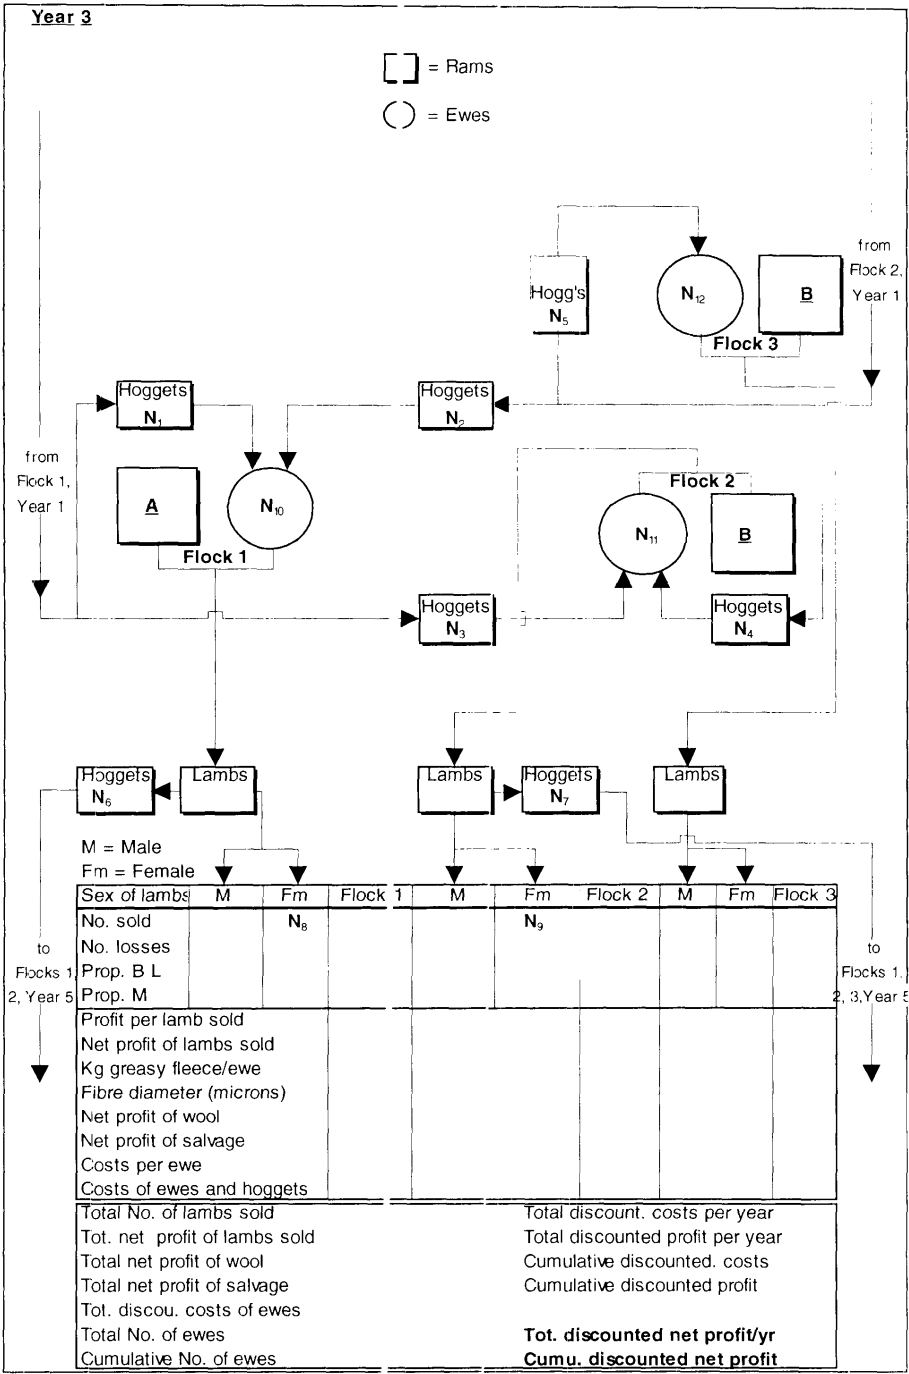 Year 3
= Rams
= Ewes
from
Flock 2,
Year 1
Hogg's
N5
N12
B
Flock 3
Hoggets
N1
Hoggets
N2
from
Flock 1,
Year 1
A
N10
Flock 1
Flock 2
N11
B
Hoggets
N3
Hoggets
N4
Hoggets
N6
Lambs
Lambs
Hoggets
N7
Lambs
M = Male
Fm = Female
Sex of lambs M Fm Flock 1 M Fm Flock 2 M Fm Flock 3
No. sold N8 N9
No. losses
Prop. B L
Prop. M
to
Flocks 1
2, Year 5
to
Flocks 1,
2, 3, Year 5
Profit per lamb sold
Net profit of lambs sold
Kg greasy fleece/ewe
Fibre diameter (microns)
Net profit of wool
Net profit of salvage
Costs per ewe
Costs of ewes and hoggets
Total No. of lambs sold Total discount. costs per year
Tot. net profit of lambs sold Total discounted profit per year
Total net profit of wool Cumulative discounted. costs
Total net profit of salvage Cumulative discounted profit
Tot. discou. costs of ewes
Total No. of ewes Tot. discounted net profit/yr
Cumulative No. of ewes Cumu. discounted net profit